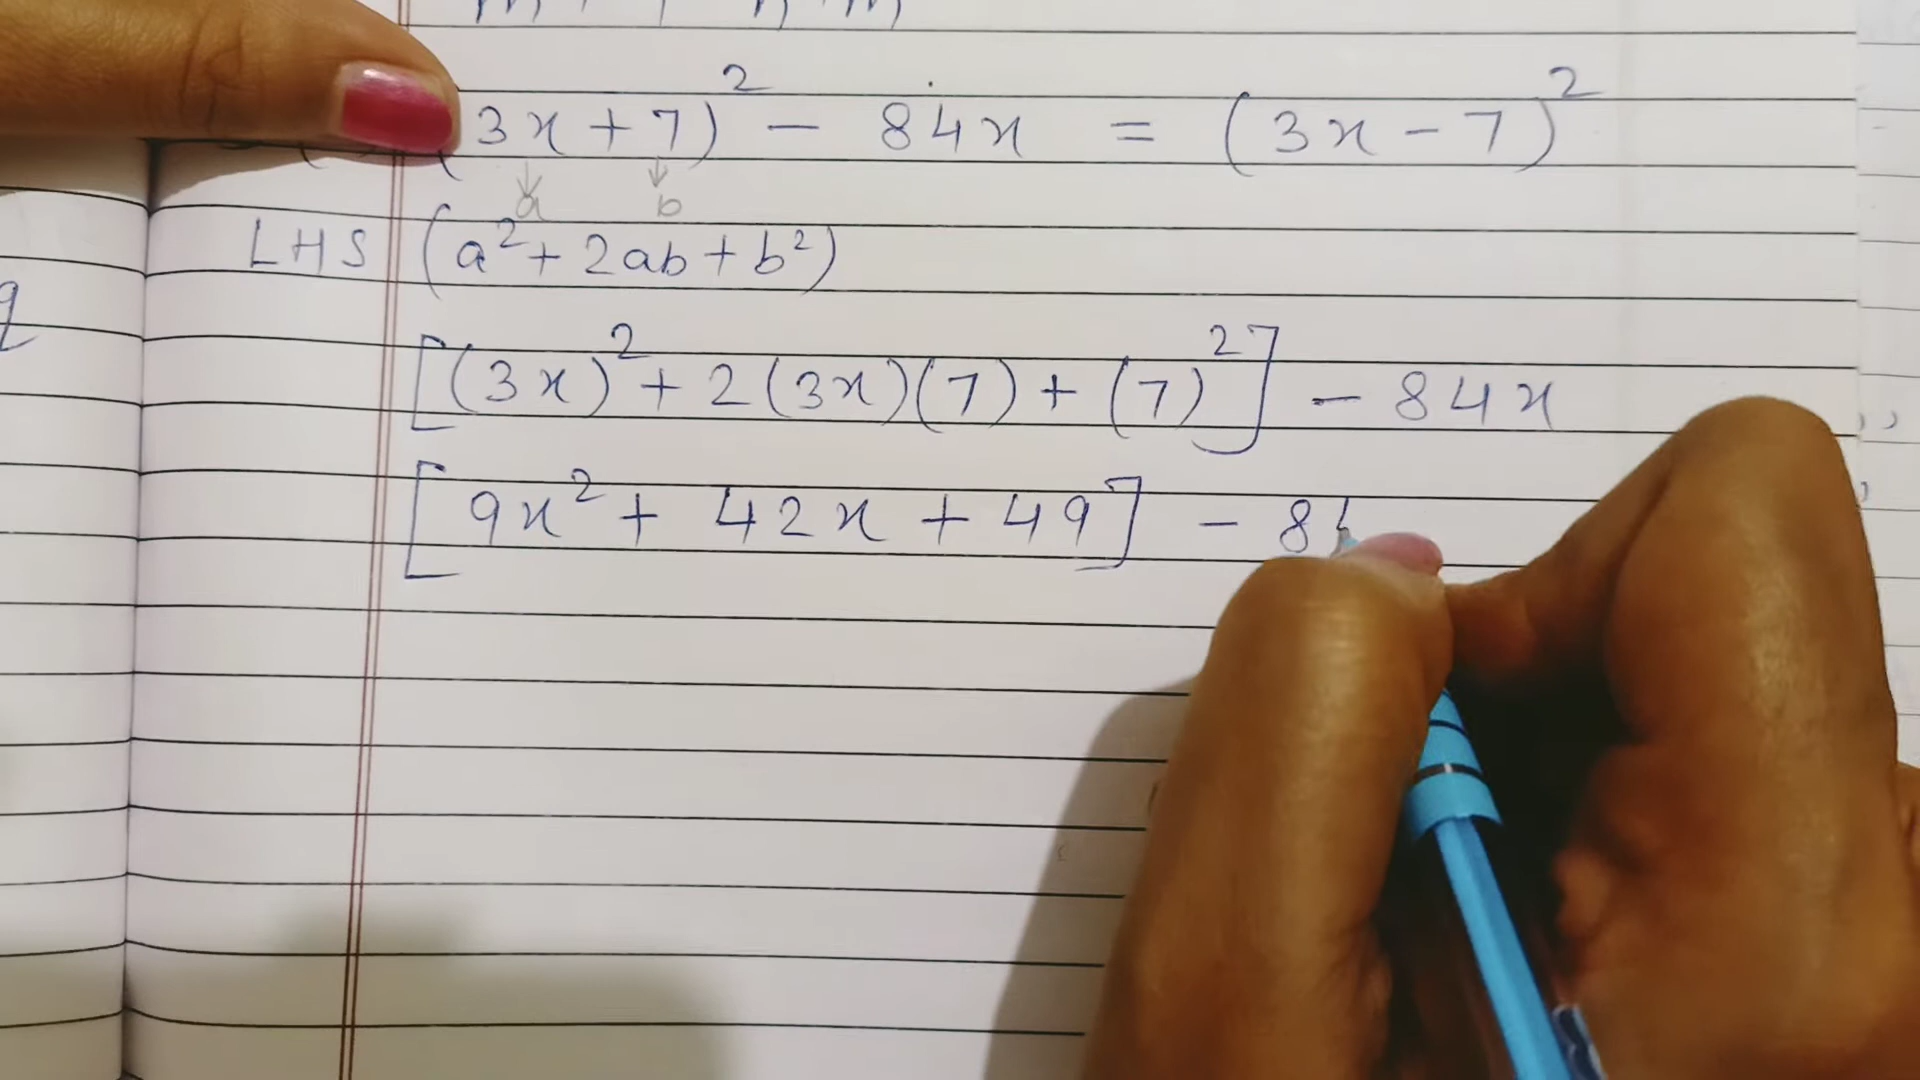 (3x + 7)² - 84x = (3x - 7)²
a b
LHS (a² + 2ab + b²)
[(3x)² + 2(3x)(7) + (7)²] - 84x
[9x² + 42x + 49] - 8